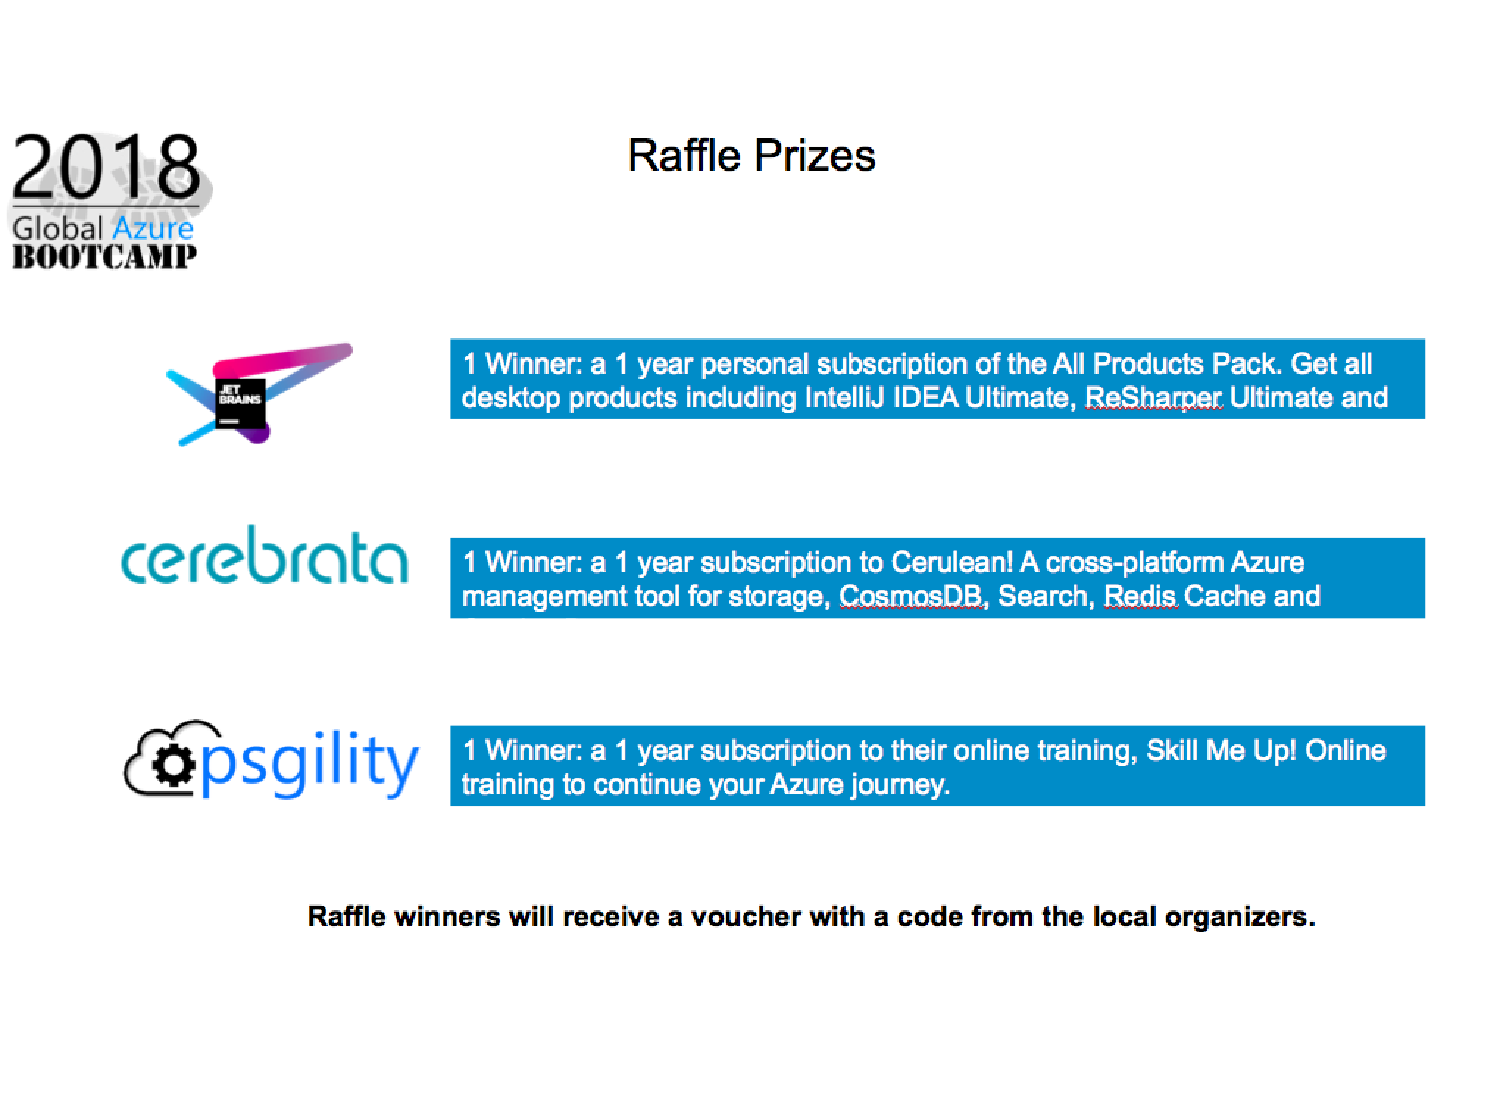 2018
Global Azure
BOOTCAMP
Raffle Prizes
JET
BRAINS
1 Winner: a 1 year personal subscription of the All Products Pack. Get all
desktop products including IntelliJ IDEA Ultimate, ReSharper Ultimate and
cerebrata
1 Winner: a 1 year subscription to Cerulean! A cross-platform Azure
management tool for storage, CosmosDB, Search, Redis Cache and
opsgility
1 Winner: a 1 year subscription to their online training, Skill Me Up! Online
training to continue your Azure journey.
Raffle winners will receive a voucher with a code from the local organizers.